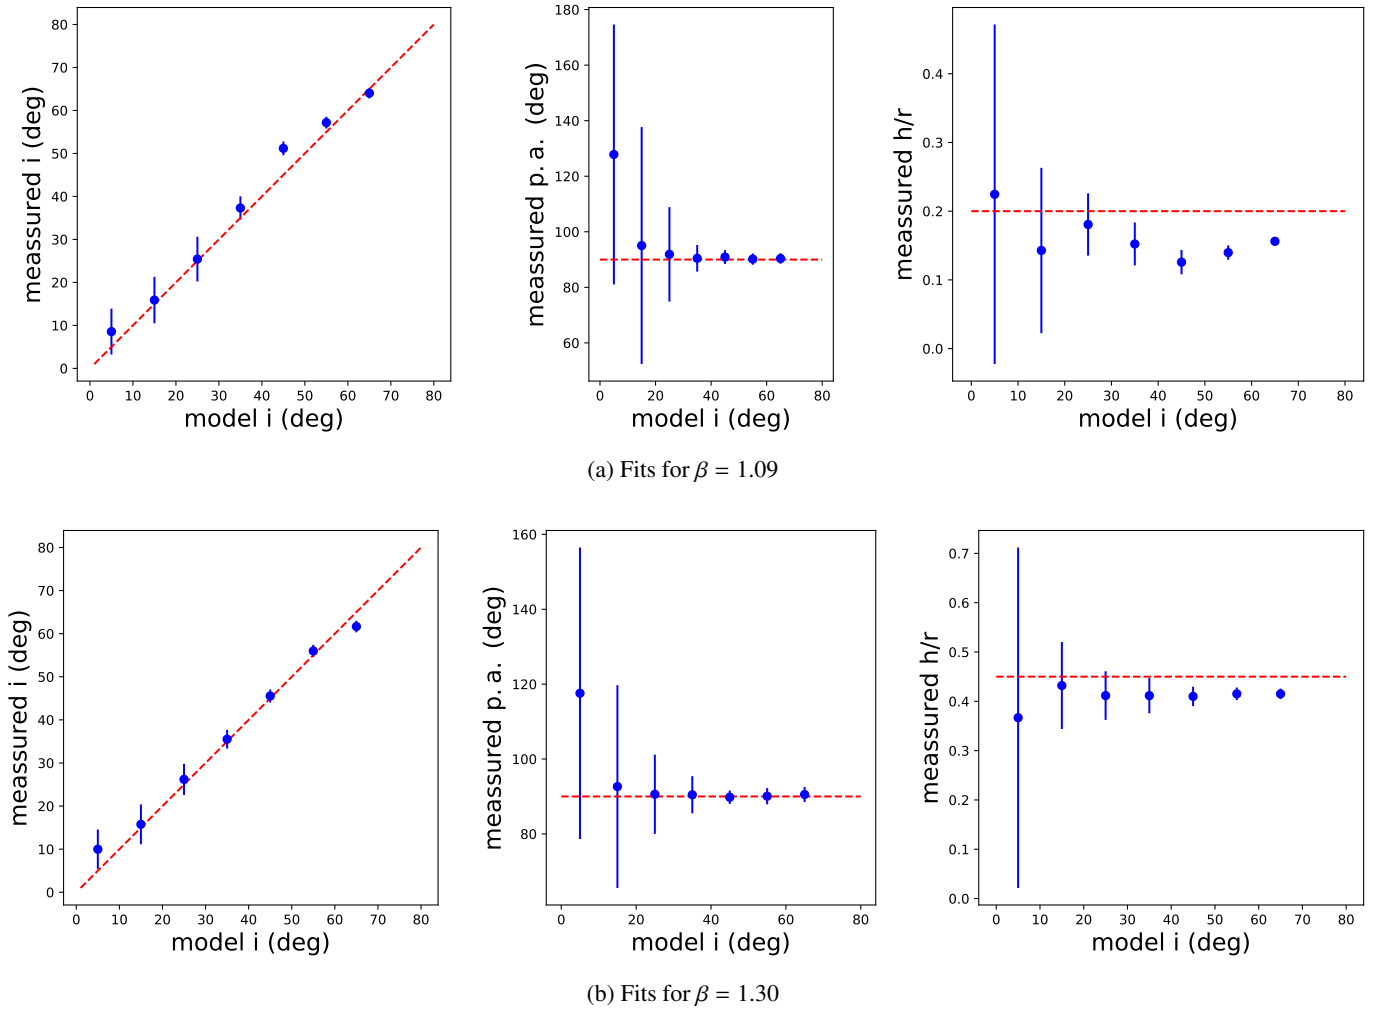 80
70
60
50
40
30
20
10
0
meassured i (deg)
0 10 20 30 40 50 60 70 80
model i (deg)
180
160
140
120
100
80
60
meassured p. a. (deg)
0 20 40 60 80
model i (deg)
0.4
0.3
0.2
0.1
0.0
meassured h/r
0 10 20 30 40 50 60 70 80
model i (deg)
(a) Fits for β = 1.09
80
70
60
50
40
30
20
10
0
meassured i (deg)
0 10 20 30 40 50 60 70 80
model i (deg)
160
140
120
100
80
meassured p. a. (deg)
0 20 40 60 80
model i (deg)
0.7
0.6
0.5
0.4
0.3
0.2
0.1
0.0
meassured h/r
0 10 20 30 40 50 60 70 80
model i (deg)
(b) Fits for β = 1.30